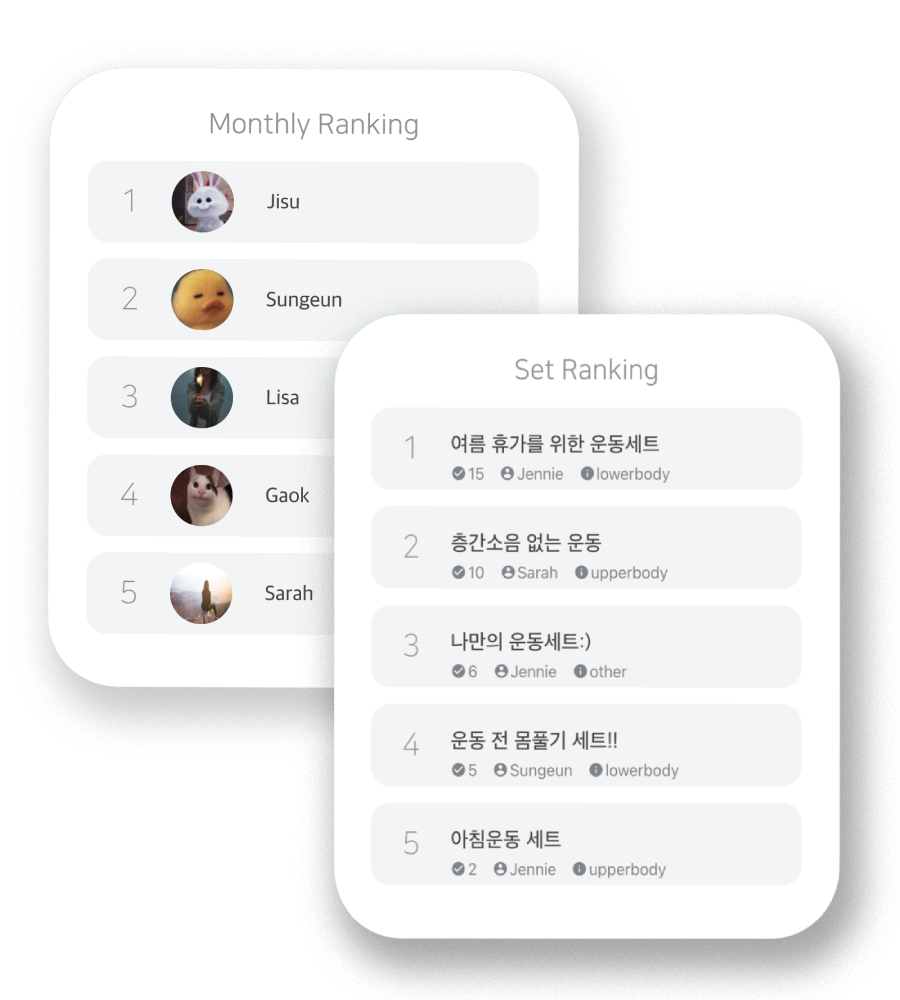 Monthly Ranking
1 Jisu
2 Sungeun
3 Lisa
4 Gaok
5 Sarah
Set Ranking
1 여름 휴가를 위한 운동세트
15 Jennie lowerbody
2 층간소음 없는 운동
10 Sarah upperbody
3 나만의 운동세트:)
6 Jennie other
4 운동 전 몸풀기 세트!!
5 Sungeun lowerbody
5 아침운동 세트
2 Jennie upperbody